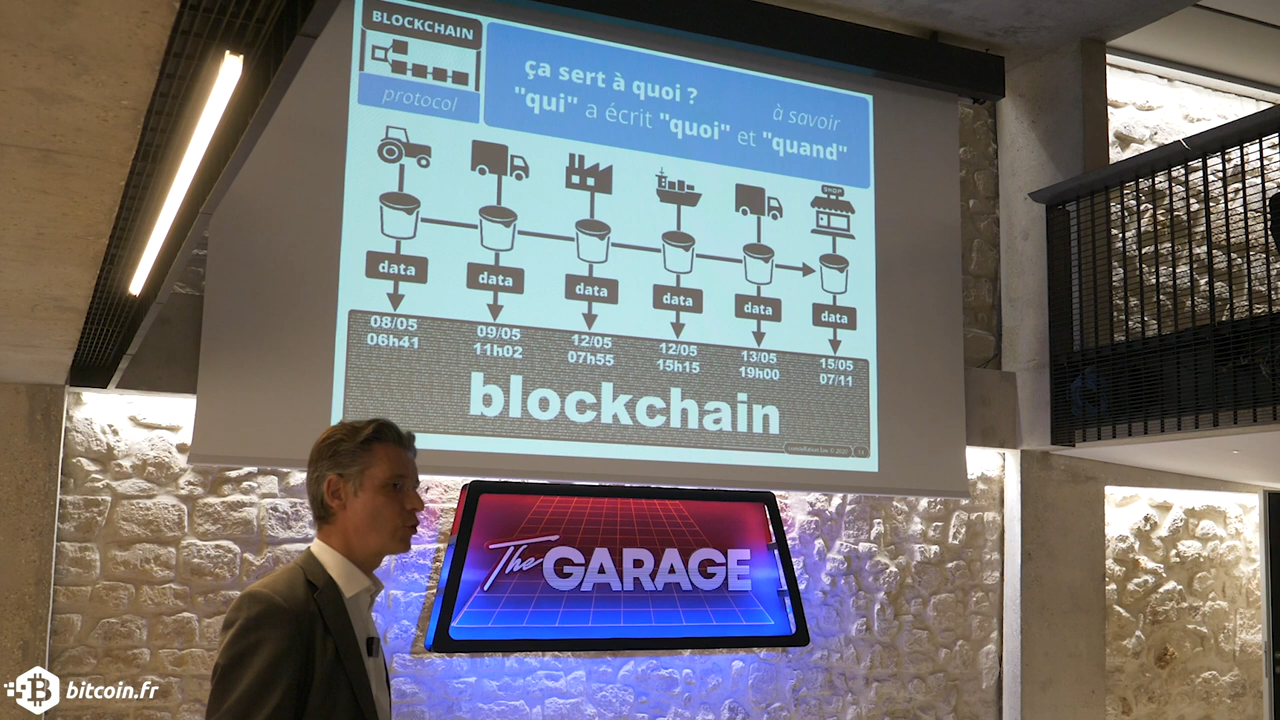 BLOCKCHAIN
protocol
ça sert à quoi ?
à savoir
"qui" a écrit "quoi" et "quand"
SHOP
data data data data data data
08/05 09/05 12/05 12/05 13/05 15/05
06h41 11h02 07h55 15h15 19h00 07/11
blockchain
The GARAGE
bitcoin.fr